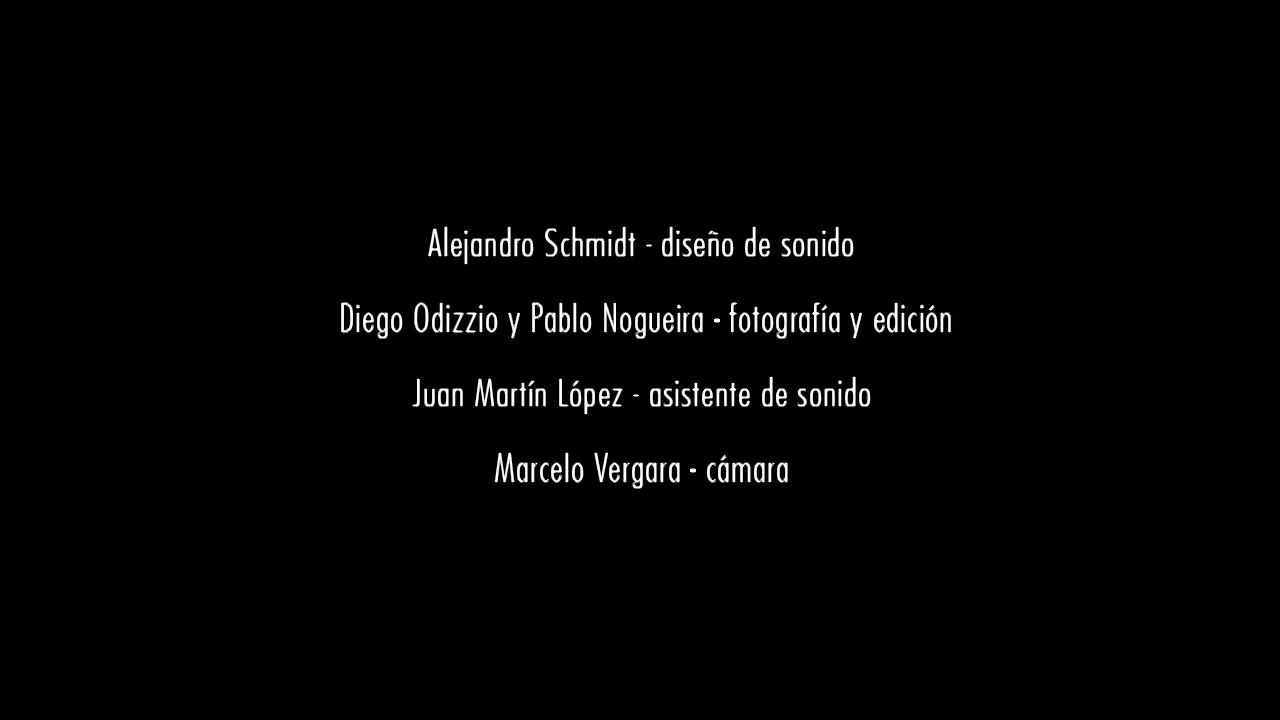 Alejandro Schmidt - diseño de sonido
Diego Odizzio y Pablo Nogueira - fotografía y edición
Juan Martín López - asistente de sonido
Marcelo Vergara - cámara